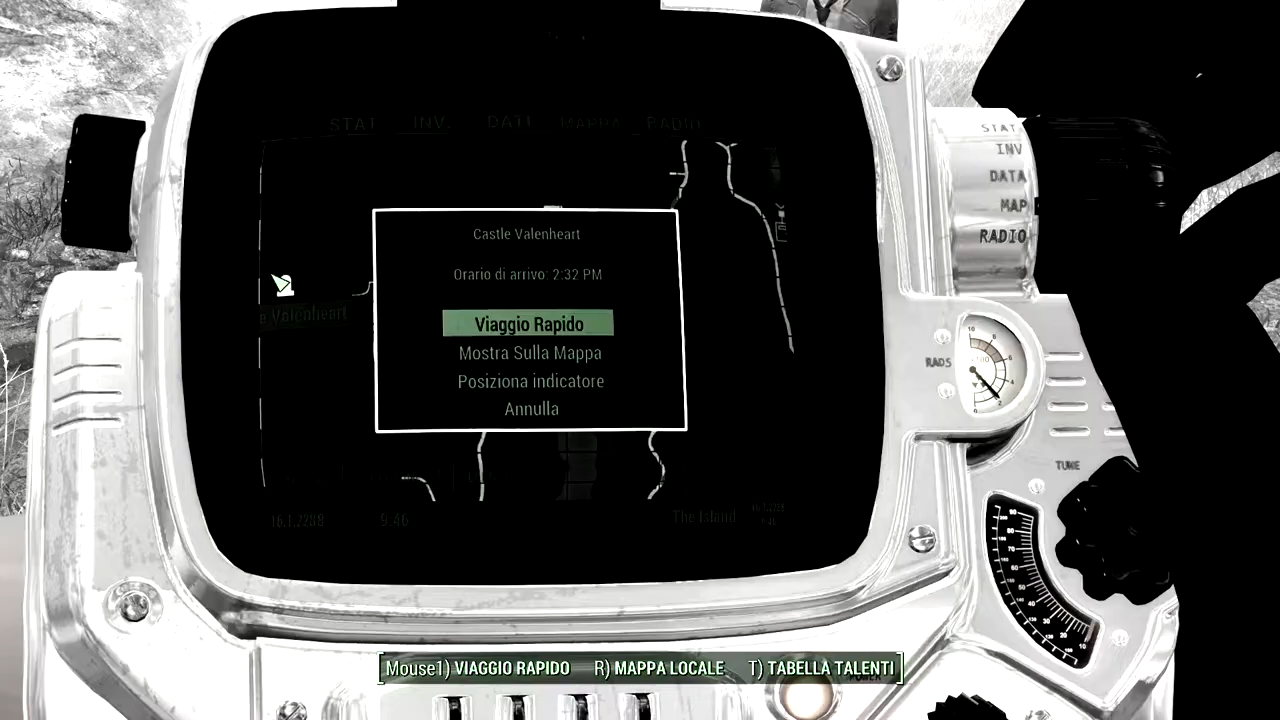 STAT INV. DATI MAPPA RADIO
Castle Valenheart
Orario di arrivo: 2:32 PM
Viaggio Rapido
Mostra Sulla Mappa
Posiziona indicatore
Annulla
e Valenheart
16.1.2288 9:46 The Island
STAT
INV
DATA
MAP
RADIO
RADS
TUNE
Mouse1) VIAGGIO RAPIDO R) MAPPA LOCALE T) TABELLA TALENTI
POWER